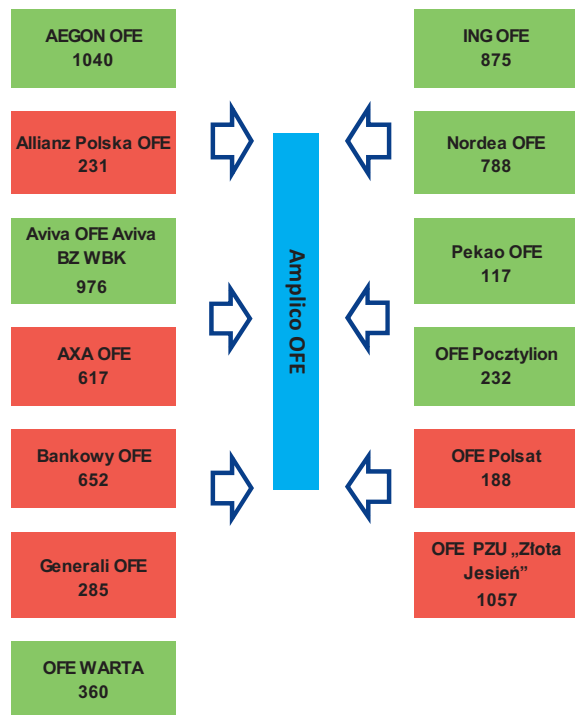 AEGON OFE
1040
Allianz Polska OFE
231
Aviva OFE Aviva
BZ WBK
976
AXA OFE
617
Bankowy OFE
652
Generali OFE
285
OFE WARTA
360
Amplico OFE
ING OFE
875
Nordea OFE
788
Pekao OFE
117
OFE Pocztylion
232
OFE Polsat
188
OFE PZU „Złota
Jesień”
1057